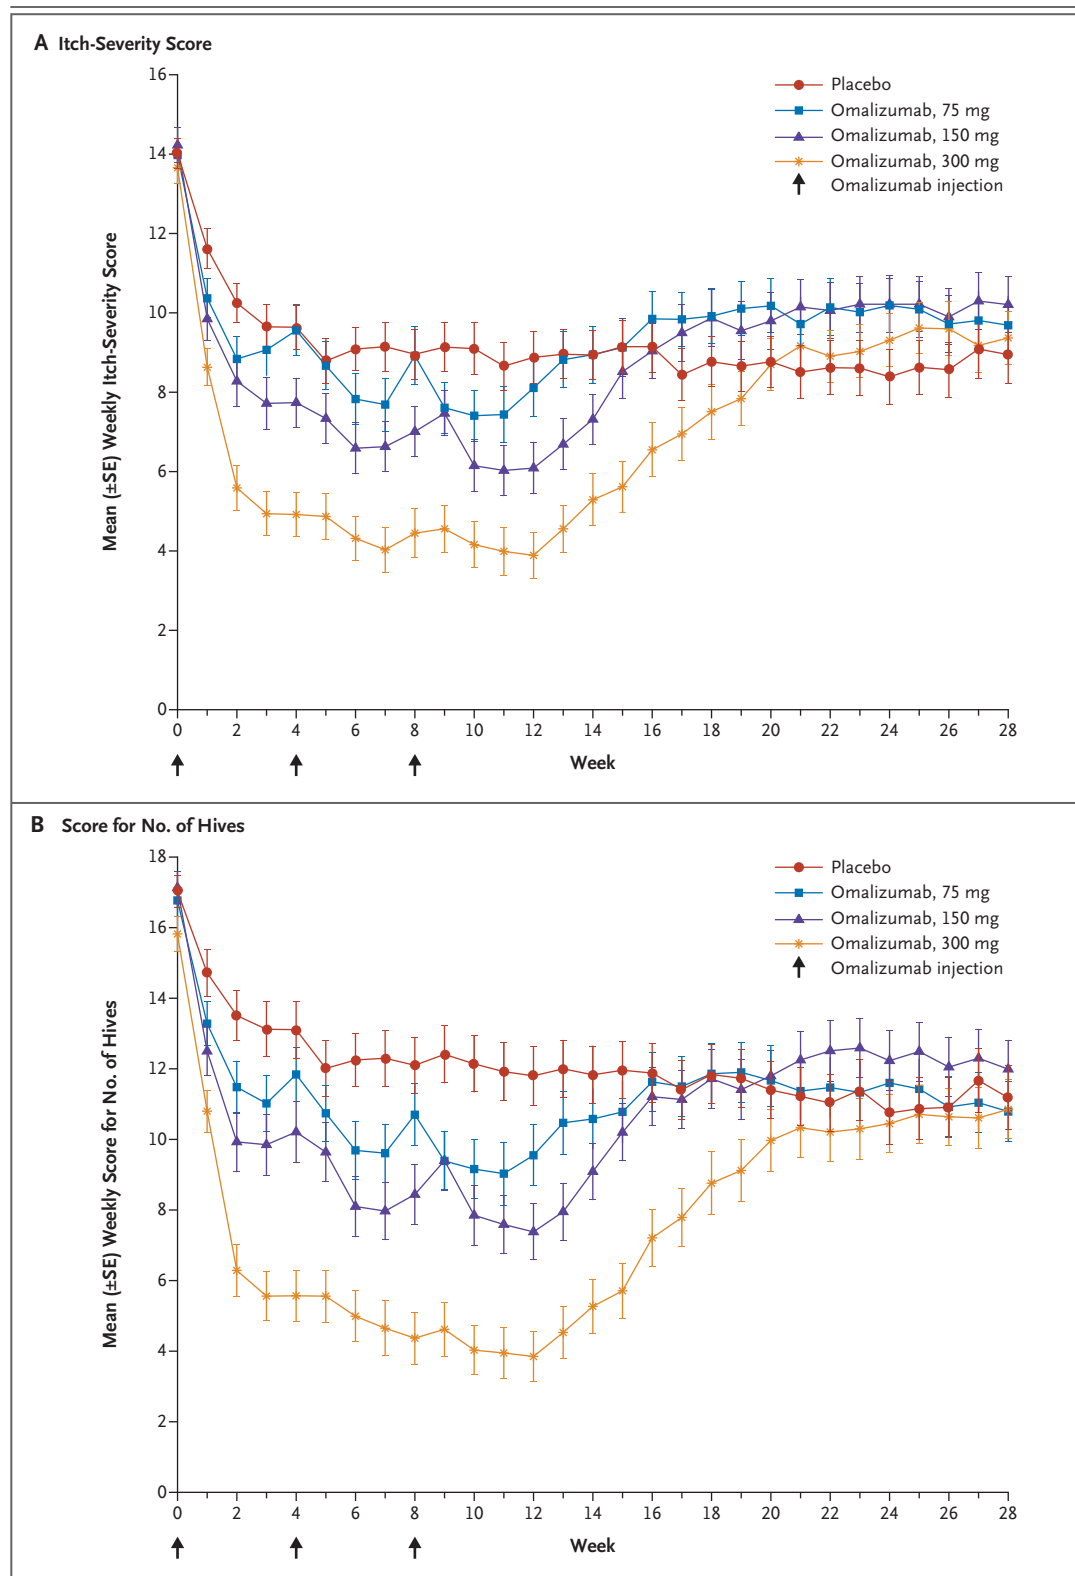 A Itch-Severity Score
Placebo
Omalizumab, 75 mg
Omalizumab, 150 mg
Omalizumab, 300 mg
Omalizumab injection
Mean (±SE) Weekly Itch-Severity Score
16
14
12
10
8
6
4
2
0
0 2 4 6 8 10 12 14 16 18 20 22 24 26 28
Week
B Score for No. of Hives
Placebo
Omalizumab, 75 mg
Omalizumab, 150 mg
Omalizumab, 300 mg
Omalizumab injection
Mean (±SE) Weekly Score for No. of Hives
18
16
14
12
10
8
6
4
2
0
0 2 4 6 8 10 12 14 16 18 20 22 24 26 28
Week